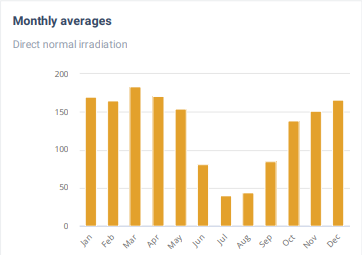 Monthly averages
Direct normal irradiation
200
150
100
50
0
Jan Feb Mar Apr May Jun Jul Aug Sep Oct Nov Dec